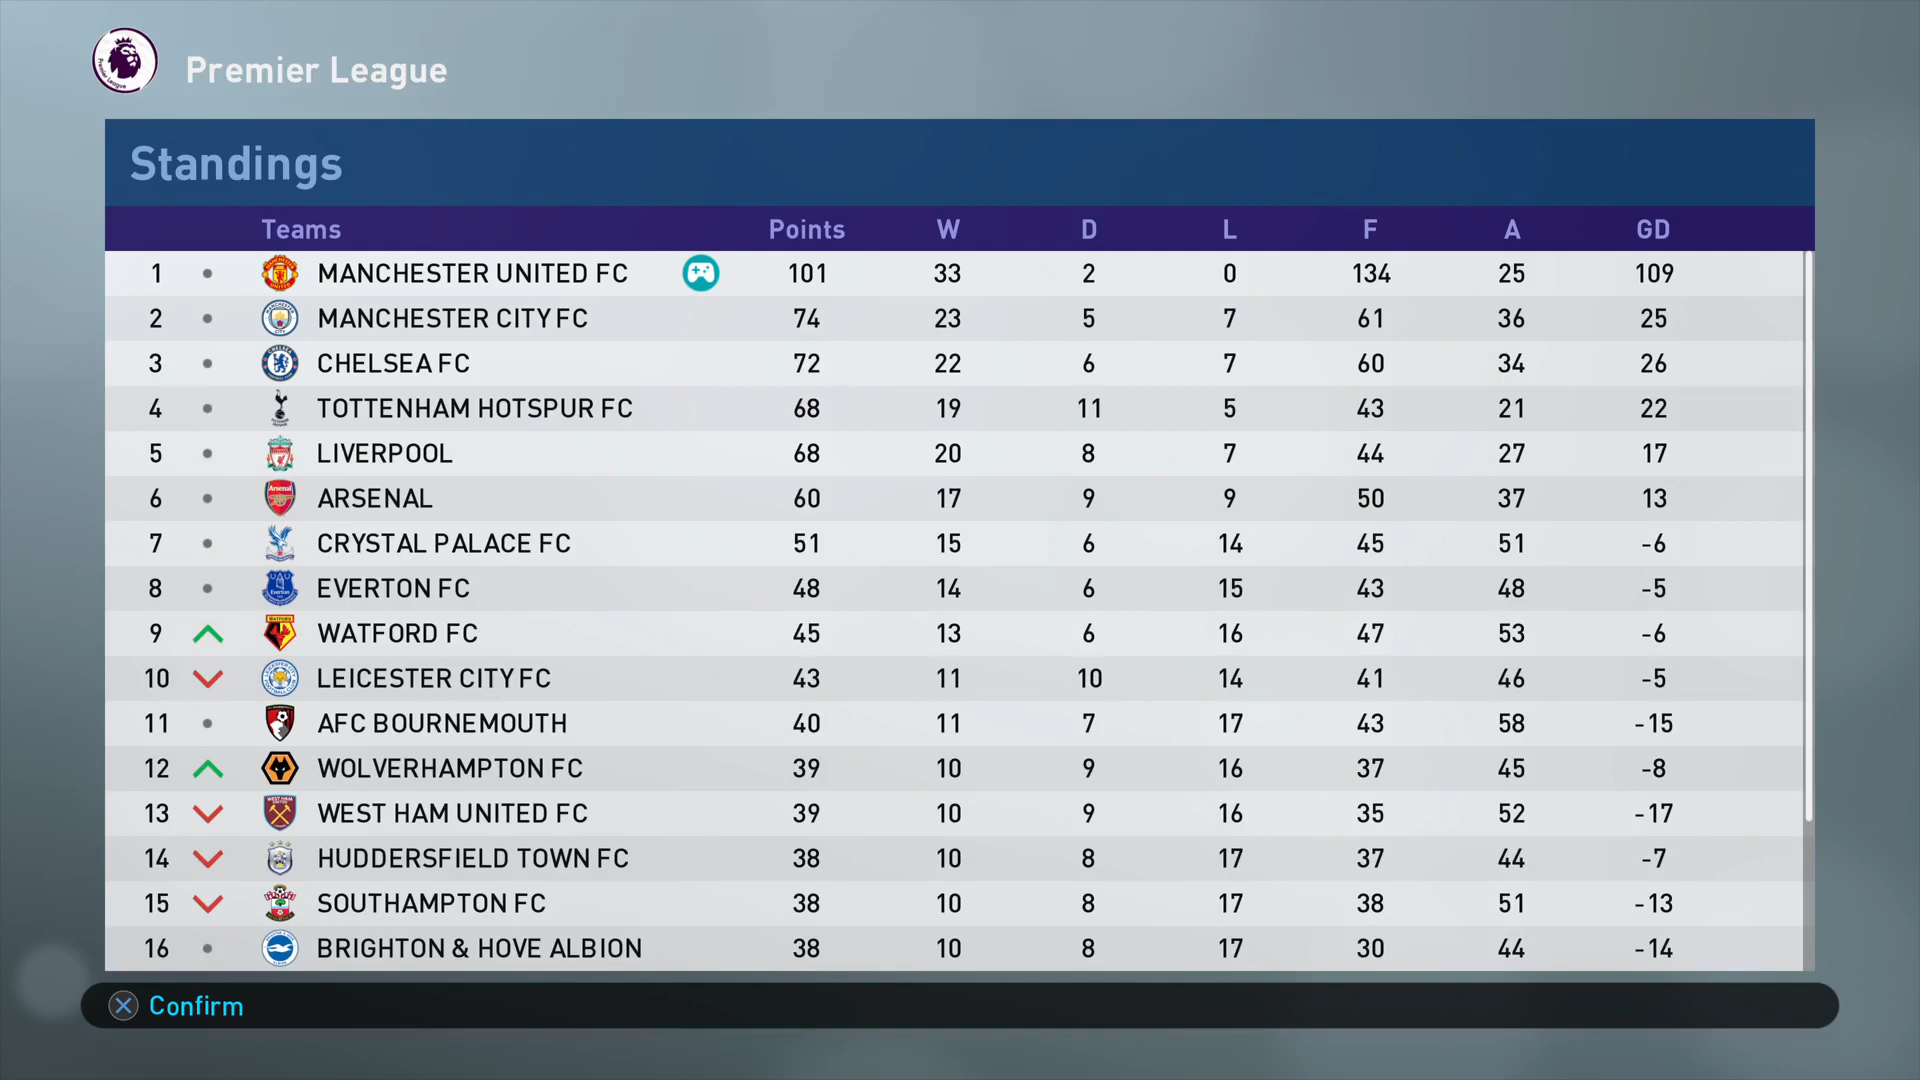 Premier League
Standings
Teams Points W D L F A GD
1 MANCHESTER UNITED FC 101 33 2 0 134 25 109
2 MANCHESTER CITY FC 74 23 5 7 61 36 25
3 CHELSEA FC 72 22 6 7 60 34 26
4 TOTTENHAM HOTSPUR FC 68 19 11 5 43 21 22
5 LIVERPOOL 68 20 8 7 44 27 17
6 ARSENAL 60 17 9 9 50 37 13
7 CRYSTAL PALACE FC 51 15 6 14 45 51 -6
8 EVERTON FC 48 14 6 15 43 48 -5
9 WATFORD FC 45 13 6 16 47 53 -6
10 LEICESTER CITY FC 43 11 10 14 41 46 -5
11 AFC BOURNEMOUTH 40 11 7 17 43 58 -15
12 WOLVERHAMPTON FC 39 10 9 16 37 45 -8
13 WEST HAM UNITED FC 39 10 9 16 35 52 -17
14 HUDDERSFIELD TOWN FC 38 10 8 17 37 44 -7
15 SOUTHAMPTON FC 38 10 8 17 38 51 -13
16 BRIGHTON & HOVE ALBION 38 10 8 17 30 44 -14
Confirm